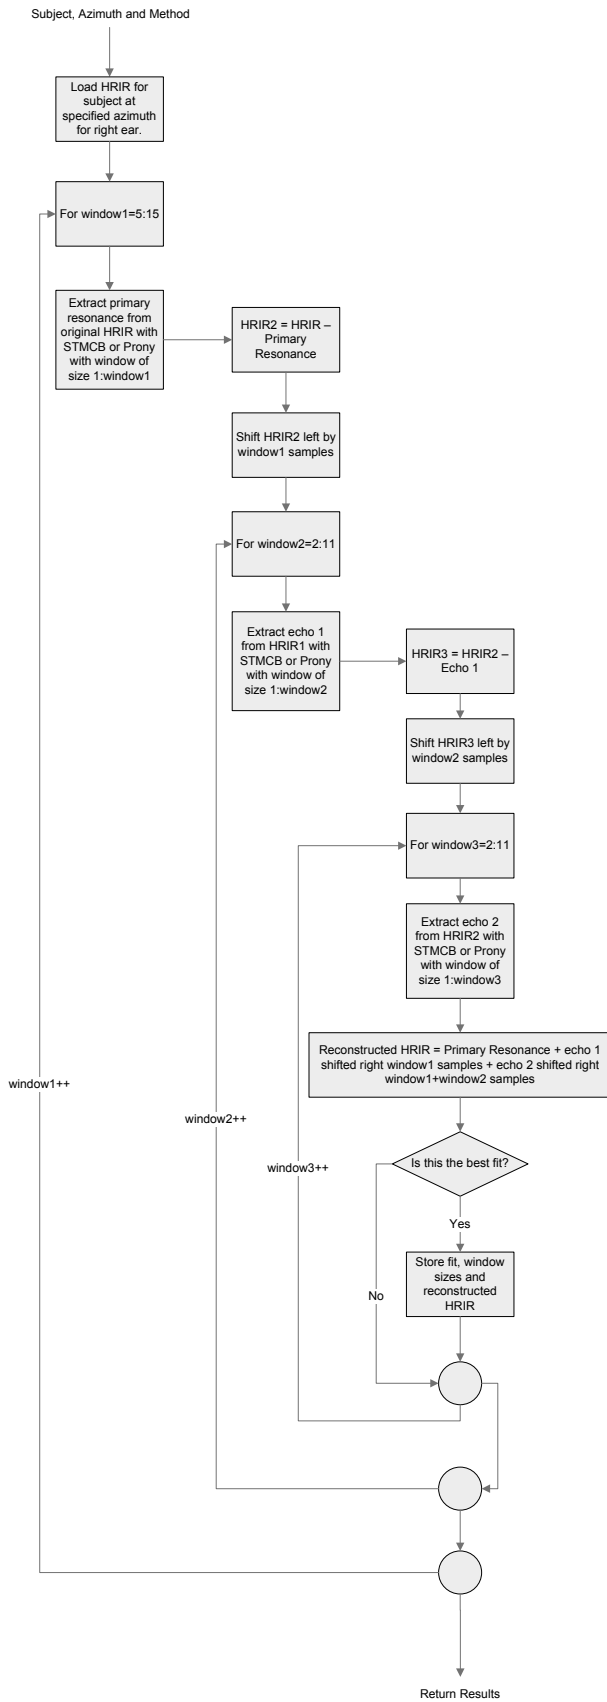 Subject, Azimuth and Method
Load HRIR for
subject at
specified azimuth
for right ear.
For window1=5:15
Extract primary
resonance from
original HRIR with
STMCB or Prony
with window of
size 1:window1
HRIR2 = HRIR –
Primary
Resonance
Shift HRIR2 left by
window1 samples
For window2=2:11
Extract echo 1
from HRIR1 with
STMCB or Prony
with window of
size 1:window2
HRIR3 = HRIR2 –
Echo 1
Shift HRIR3 left by
window2 samples
For window3=2:11
Extract echo 2
from HRIR2 with
STMCB or Prony
with window of
size 1:window3
Reconstructed HRIR = Primary Resonance + echo 1
shifted right window1 samples + echo 2 shifted right
window1+window2 samples
window1++
window2++
window3++
Is this the best fit?
Yes
Store fit, window
sizes and
reconstructed
HRIR
No
Return Results